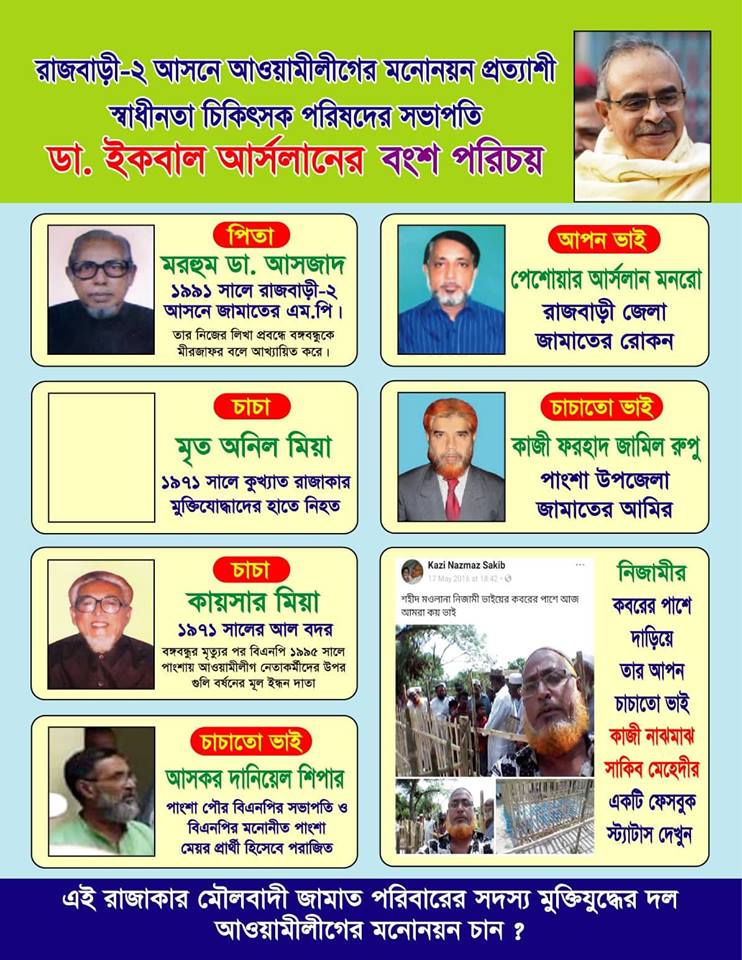 রাজবাড়ী-২ আসনে আওয়ামীলীগের মনোনয়ন প্রত্যাশী
স্বাধীনতা চিকিৎসক পরিষদের সভাপতি
ডা. ইকবাল আর্সলানের বংশ পরিচয়
পিতা
মরহুম ডা. আসজাদ
১৯৯১ সালে রাজবাড়ী-২
আসনে জামাতের এম.পি।
তার নিজের লিখা প্রবন্ধে বঙ্গবন্ধুকে
মীরজাফর বলে আখ্যায়িত করে।
আপন ভাই
পেশোয়ার আর্সলান মনরো
রাজবাড়ী জেলা
জামাতের রোকন
চাচা
মৃত অনিল মিয়া
১৯৭১ সালে কুখ্যাত রাজাকার
মুক্তিযোদ্ধাদের হাতে নিহত
চাচাতো ভাই
কাজী ফরহাদ জামিল রুপু
পাংশা উপজেলা
জামাতের আমির
চাচা
কায়সার মিয়া
১৯৭১ সালের আল বদর
বঙ্গবন্ধুর মৃত্যুর পর বিএনপি ১৯৯৫ সালে
পাংশায় আওয়ামীলীগ নেতাকর্মীদের উপর
গুলি বর্ষনের মূল ইন্ধন দাতা
চাচাতো ভাই
আসকর দানিয়েল শিপার
পাংশা পৌর বিএনপির সভাপতি ও
বিএনপির মনোনীত পাংশা
মেয়র প্রার্থী হিসেবে পরাজিত
Kazi Nazmaz Sakib
17 May 2016 at 18:42
শহীদ মওলানা নিজামী ভাইয়ের কবরের পাশে আজ
আমরা কয় ভাই
নিজামীর
কবরের পাশে
দাড়িয়ে
তার আপন
চাচাতো ভাই
কাজী নাঝমাঝ
সাকিব মেহেদীর
একটি ফেসবুক
স্ট্যাটাস দেখুন
এই রাজাকার মৌলবাদী জামাত পরিবারের সদস্য মুক্তিযুদ্ধের দল
আওয়ামীলীগের মনোনয়ন চান ?